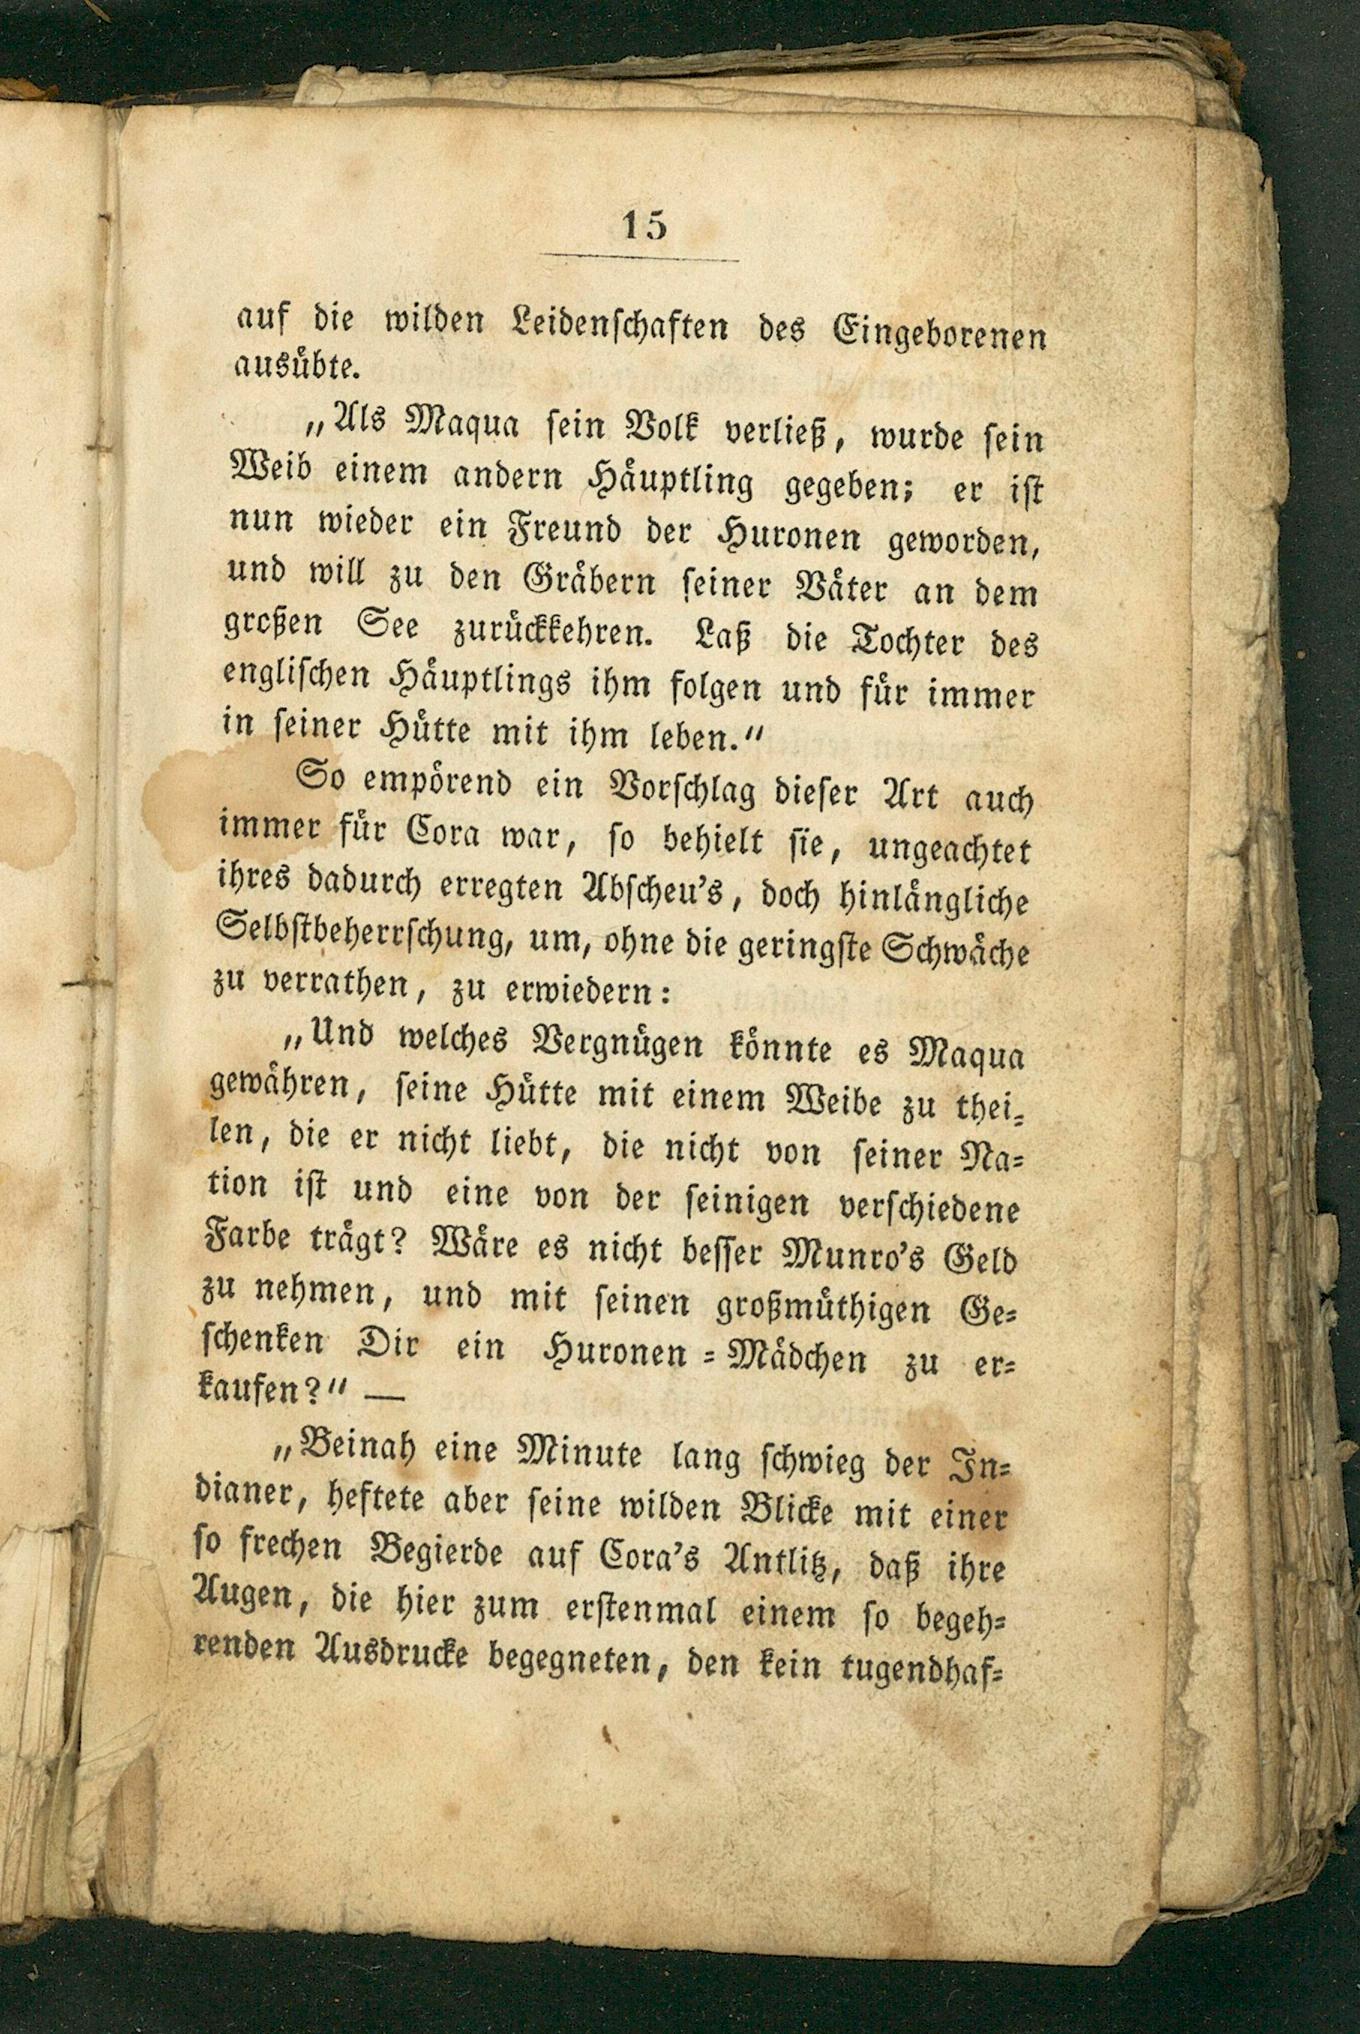 15
auf die wilden Leidenschaften des Eingeborenen
ausübte.
„Als Maqua sein Volk verließ, wurde sein
Weib einem andern Häuptling gegeben; er ist
nun wieder ein Freund der Huronen geworden,
und will zu den Gräbern seiner Väter an dem
großen See zurückkehren. Laß die Tochter des
englischen Häuptlings ihm folgen und für immer
in seiner Hütte mit ihm leben.“
So empörend ein Vorschlag dieser Art auch
immer für Cora war, so behielt sie, ungeachtet
ihres dadurch erregten Abscheu's, doch hinlängliche
Selbstbeherrschung, um, ohne die geringste Schwäche
zu verrathen, zu erwiedern:
„Und welches Vergnügen könnte es Maqua
gewähren, seine Hütte mit einem Weibe zu thei-
len, die er nicht liebt, die nicht von seiner Na-
tion ist und eine von der seinigen verschiedene
Farbe trägt? Wäre es nicht besser Munro's Geld
zu nehmen, und mit seinen großmüthigen Ge-
schenken Dir ein Huronen-Mädchen zu er-
kaufen?“ —
„Beinah eine Minute lang schwieg der In-
dianer, heftete aber seine wilden Blicke mit einer
so frechen Begierde auf Cora's Antlitz, daß ihre
Augen, die hier zum erstenmal einem so begeh-
renden Ausdrucke begegneten, den kein tugendhaf-